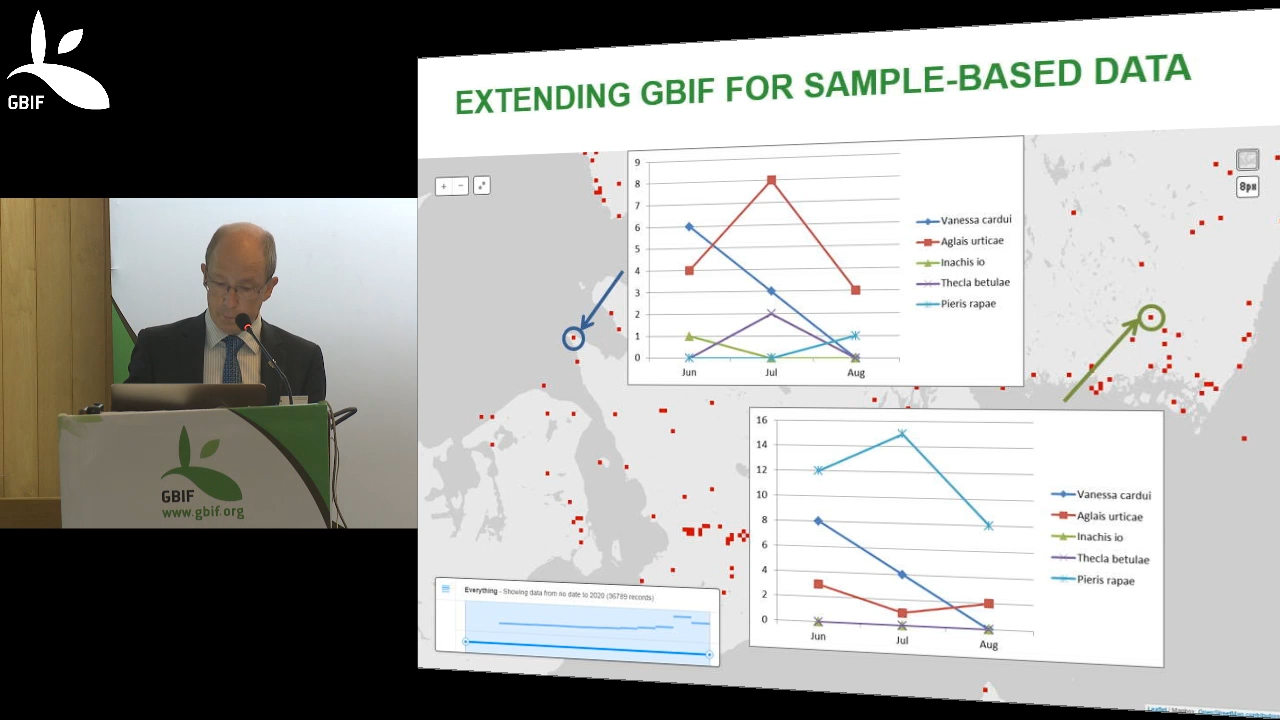 GBIF
EXTENDING GBIF FOR SAMPLE-BASED DATA
+ -
8px
9
8
7
6
5
4
3
2
1
0
Jun Jul Aug
Vanessa cardui
Aglais urticae
Inachis io
Thecla betulae
Pieris rapae
16
14
12
10
8
6
4
2
0
Jun Jul Aug
Vanessa cardui
Aglais urticae
Inachis io
Thecla betulae
Pieris rapae
Everything - Showing data from no date to 2020 (36789 records)
GBIF
www.gbif.org